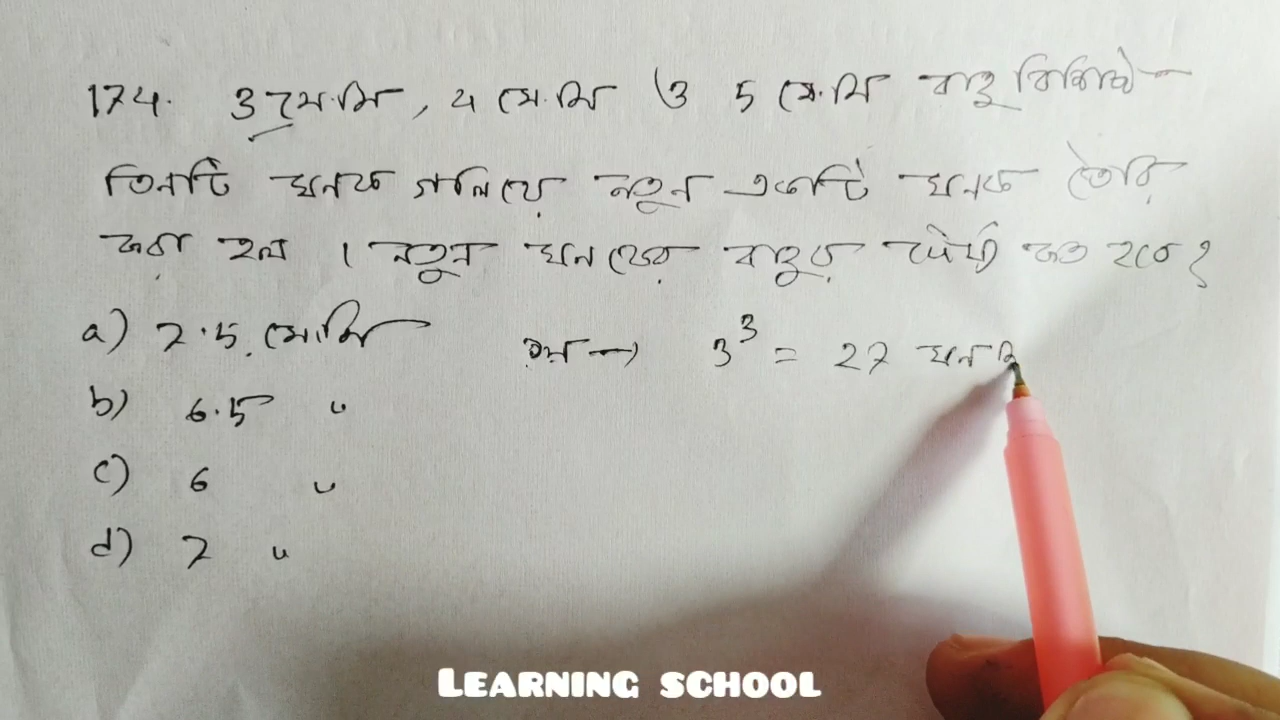 174. 3 সে.মি , 4 সে.মি ও 5 সে.মি বাহু বিশিষ্ট
তিনটি ঘনক গলিয়ে নতুন একটি ঘনক তৈরি
করা হল । নতুন ঘনকের বাহুর দৈর্ঘ্য কত হবে ?
a) 7.5 সে.মি
১ম → 3³ = 27 ঘন
b) 6.5 "
c) 6 "
d) 7 "
LEARNING SCHOOL